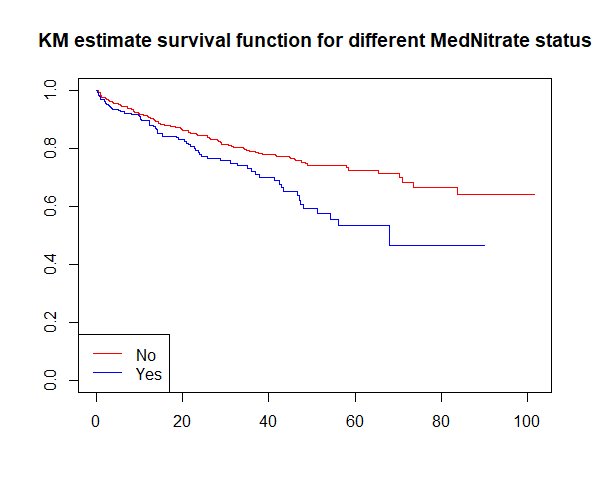 KM estimate survival function for different MedNitrate status
1.0
0.8
0.6
0.4
0.2
0.0
No
Yes
0 20 40 60 80 100